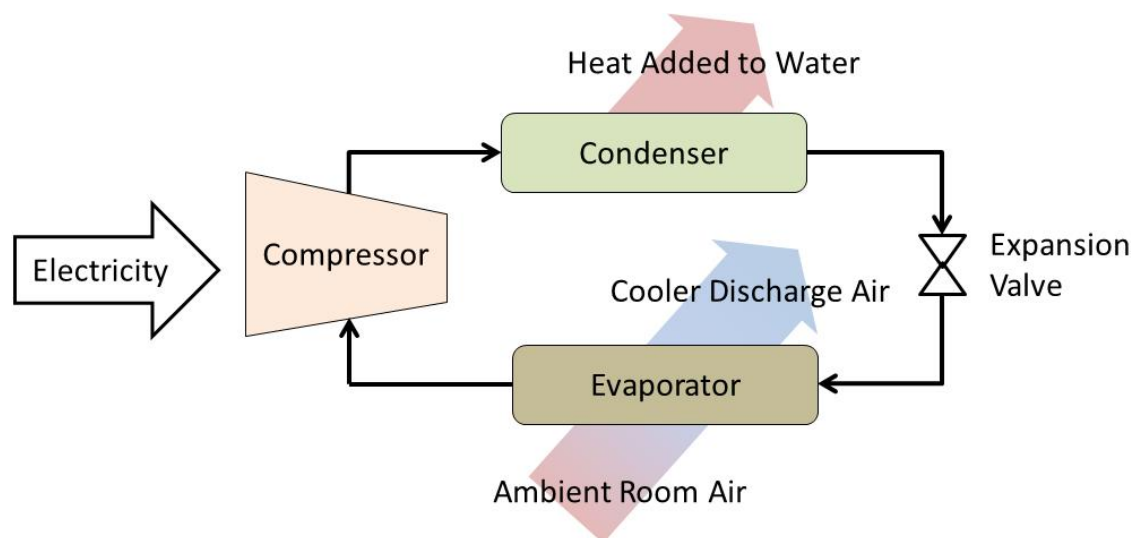 Heat Added to Water
Condenser
Compressor
Electricity
Expansion
Valve
Cooler Discharge Air
Evaporator
Ambient Room Air